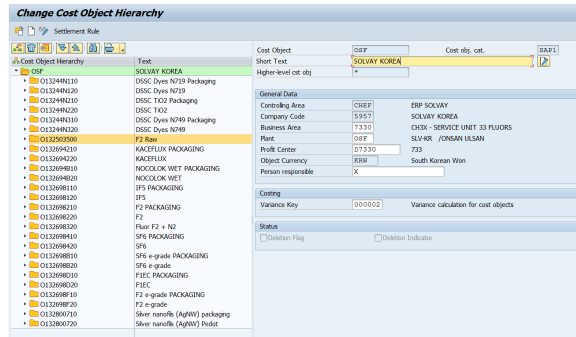 Change Cost Object Hierarchy
Settlement Rule
Cost Object Hierarchy Text
OSF SOLVAY KOREA
O13244N110 DSSC Dyes N719 Packaging
O13244N120 DSSC Dyes N719
O13244N210 DSSC TiO2 Packaging
O13244N220 DSSC TiO2
O13244N310 DSSC Dyes N749 Packaging
O13244N320 DSSC Dyes N749
O132503500 F2 Raw
O132694210 KACEFLUX PACKAGING
O132694220 KACEFLUX
O132694B10 NOCOLOK WET PACKAGING
O132694B20 NOCOLOK WET
O132698110 IF5 PACKAGING
O132698120 IF5
O132698210 F2 PACKAGING
O132698220 F2
O132698320 Fluor F2 + N2
O132698410 SF6 PACKAGING
O132698420 SF6
O132698B10 SF6 e-grade PACKAGING
O132698B20 SF6 e-grade
O132698D10 F1EC PACKAGING
O132698D20 F1EC
O132698F10 F2 e-grade PACKAGING
O132698F20 F2 e-grade
O132800710 Silver nanofils (AgNW) packaging
O132800720 Silver nanofils (AgNW) Pedot
Cost Object OSF Cost obj. cat. SAP1
Short Text SOLVAY KOREA
Higher-level cst obj *
General Data
Controlling Area CHEF ERP SOLVAY
Company Code 5957 SOLVAY KOREA
Business Area 7330 CH3X - SERVICE UNIT 33 FLUORS
Plant OSF SLV-KR /ONSAN ULSAN
Profit Center D7330 733
Object Currency KRW South Korean Won
Person responsible X
Costing
Variance Key 000002 Variance calculation for cost objects
Status
Deletion Flag Deletion Indicator